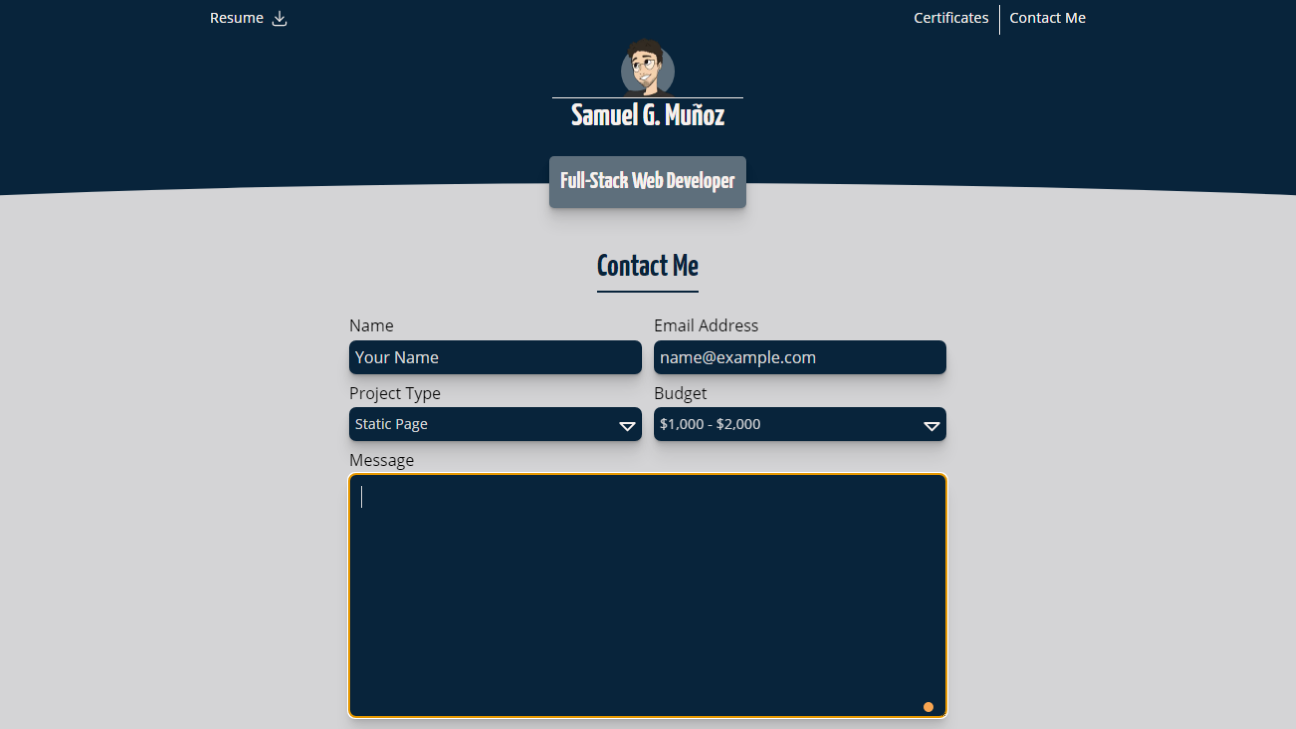 Resume
Certificates Contact Me
Samuel G. Muñoz
Full-Stack Web Developer
Contact Me
Name Email Address
Your Name name@example.com
Project Type Budget
Static Page $1,000 - $2,000
Message